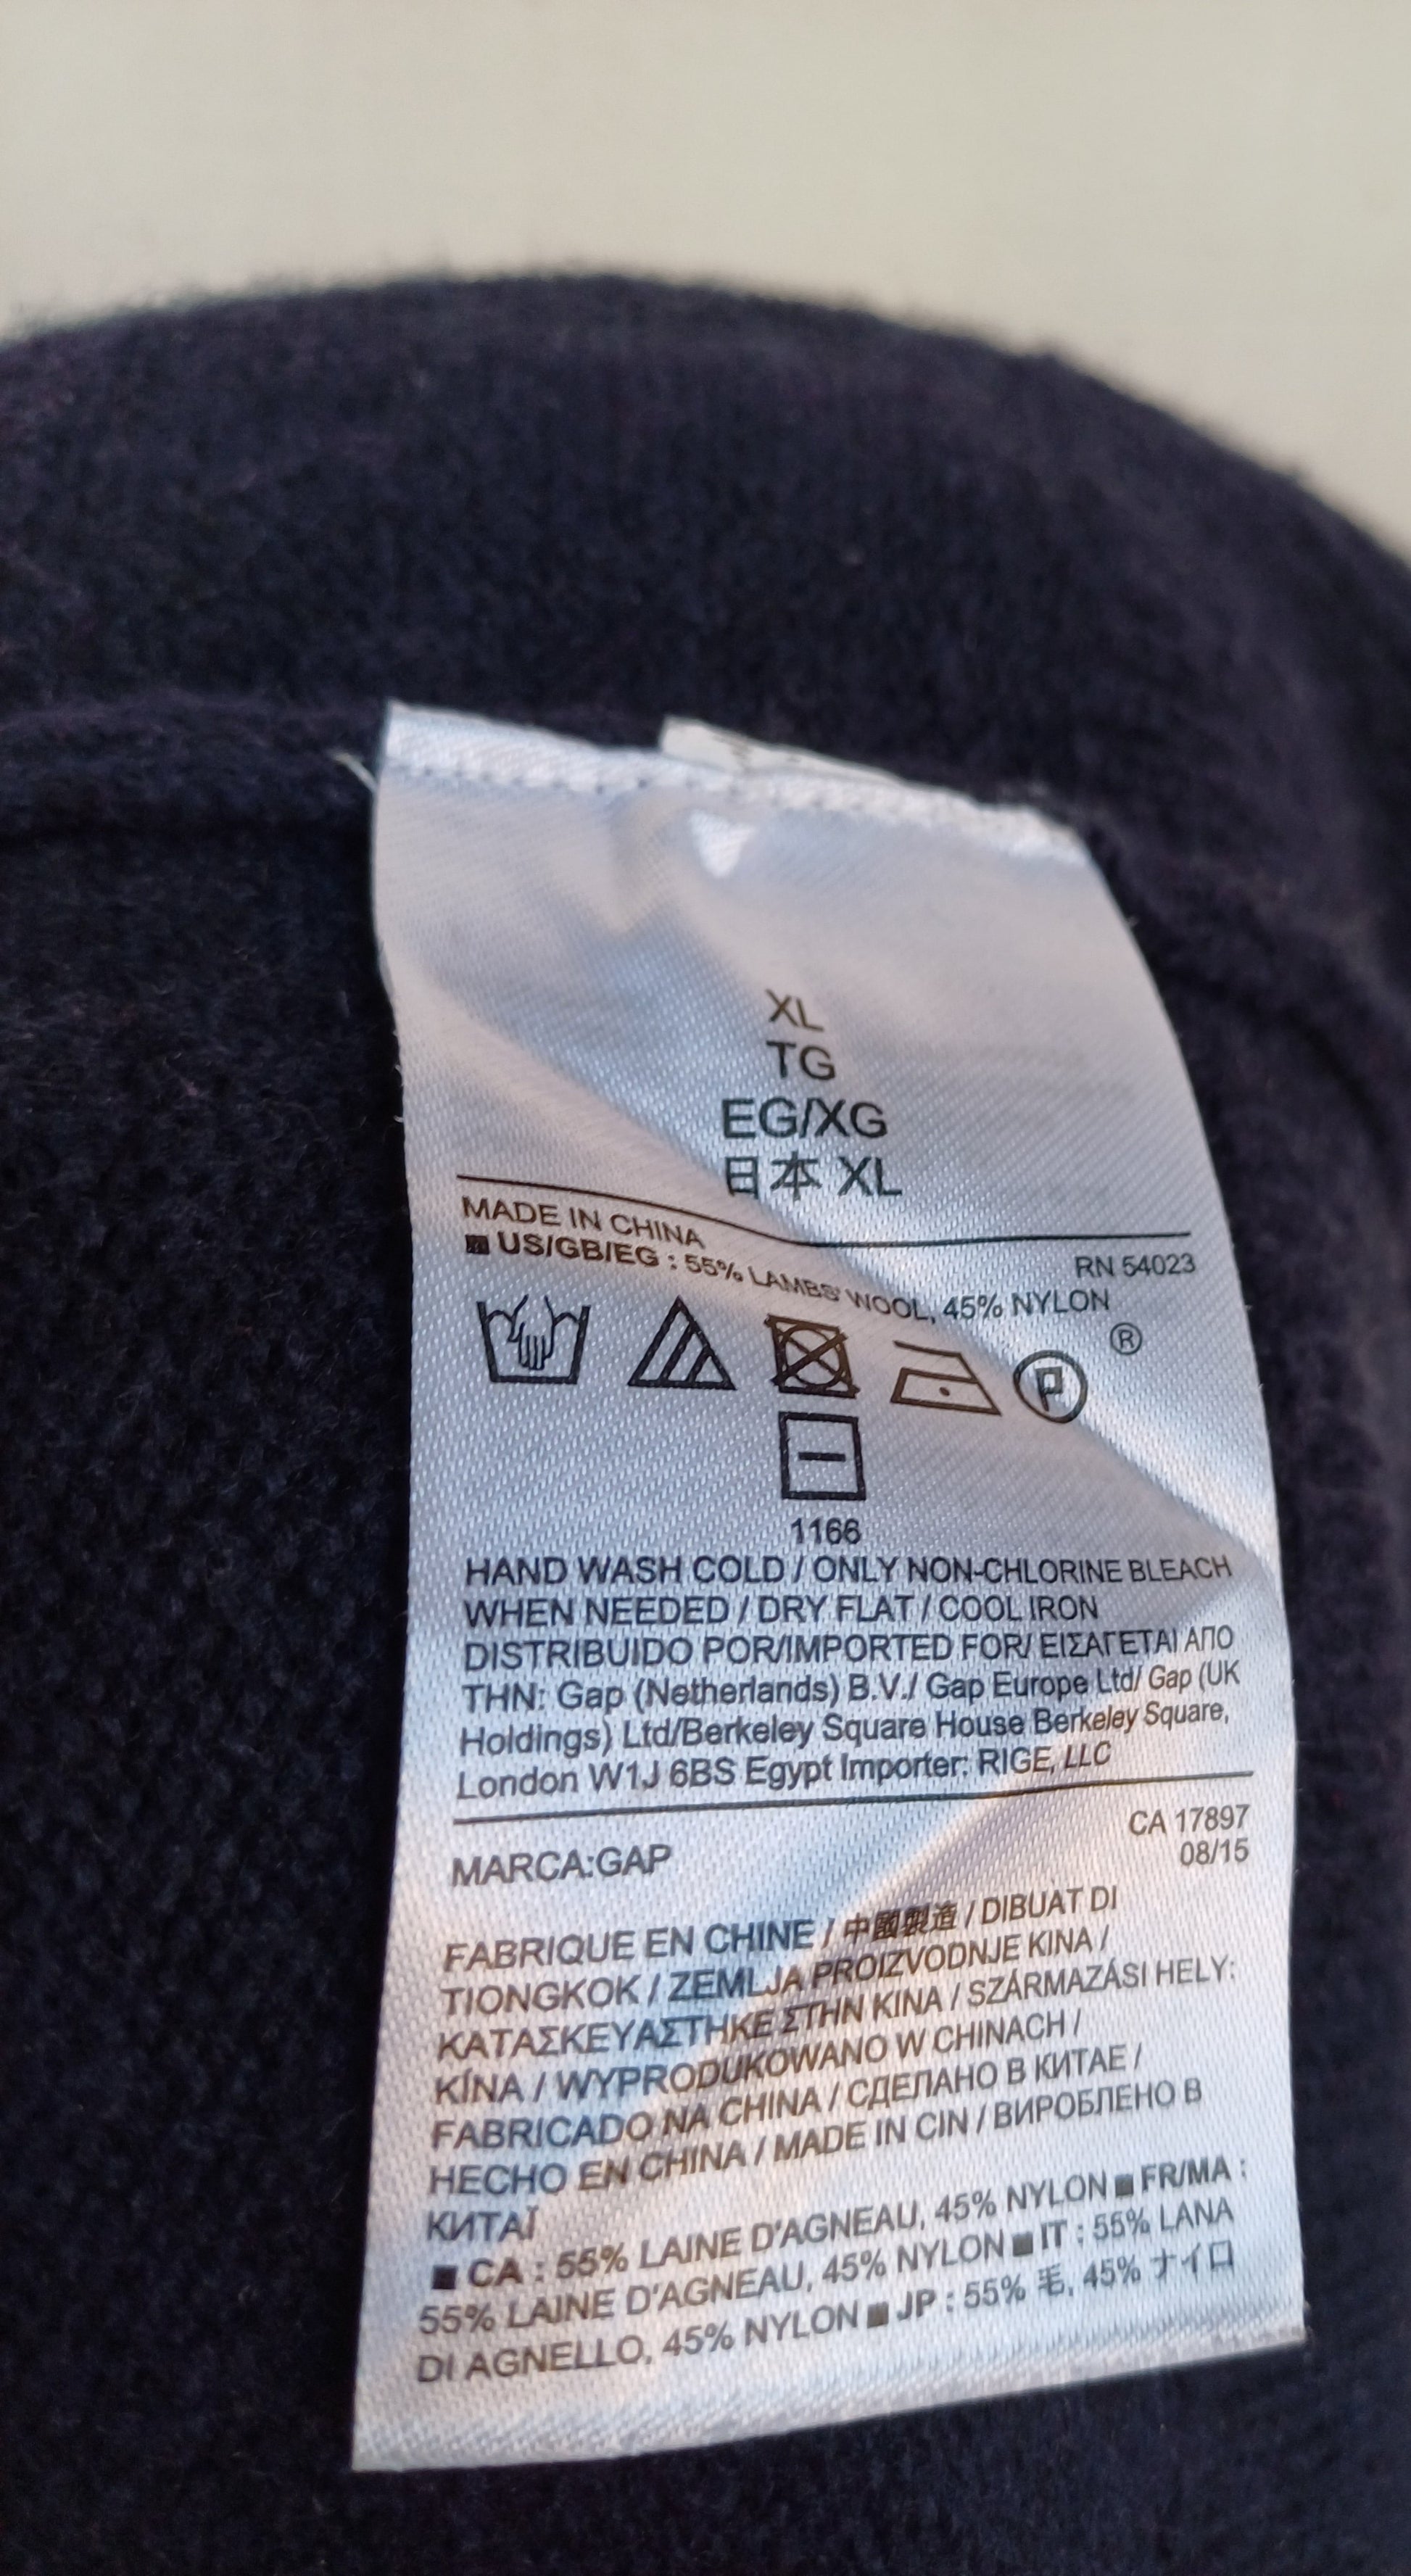 XL
TG
EG/XG
日本 XL
MADE IN CHINA
RN 54023
■ US/GB/EG : 55% LAMBS' WOOL, 45% NYLON
®
P
1166
HAND WASH COLD / ONLY NON-CHLORINE BLEACH
WHEN NEEDED / DRY FLAT / COOL IRON
DISTRIBUIDO POR/IMPORTED FOR/ ΕΙΣΑΓΕΤΑΙ ΑΠΟ
ΤΗΝ: Gap (Netherlands) B.V./ Gap Europe Ltd/ Gap (UK
Holdings) Ltd/Berkeley Square House Berkeley Square,
London W1J 6BS Egypt Importer: RIGE, LLC
CA 17897
08/15
MARCA:GAP
FABRIQUE EN CHINE / 中國製造 / DIBUAT DI
TIONGKOK / ZEMLJA PROIZVODNJE KINA /
ΚΑΤΑΣΚΕΥΑΣΤΗΚΕ ΣΤΗΝ ΚΙΝΑ / SZÁRMAZÁSI HELY:
KÍNA / WYPRODUKOWANO W CHINACH /
FABRICADO NA CHINA / СДЕЛАНО В КИТАЕ /
HECHO EN CHINA / MADE IN CIN / ВИРОБЛЕНО В
КИТАЇ
■ CA : 55% LAINE D'AGNEAU, 45% NYLON ■ FR/MA :
55% LAINE D'AGNEAU, 45% NYLON ■ IT : 55% LANA
DI AGNELLO, 45% NYLON ■ JP : 55% 毛, 45% ナイロ